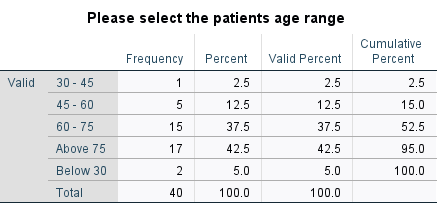 Please select the patients age range
Frequency Percent Valid Percent Cumulative Percent
Valid 30 - 45 1 2.5 2.5 2.5
45 - 60 5 12.5 12.5 15.0
60 - 75 15 37.5 37.5 52.5
Above 75 17 42.5 42.5 95.0
Below 30 2 5.0 5.0 100.0
Total 40 100.0 100.0